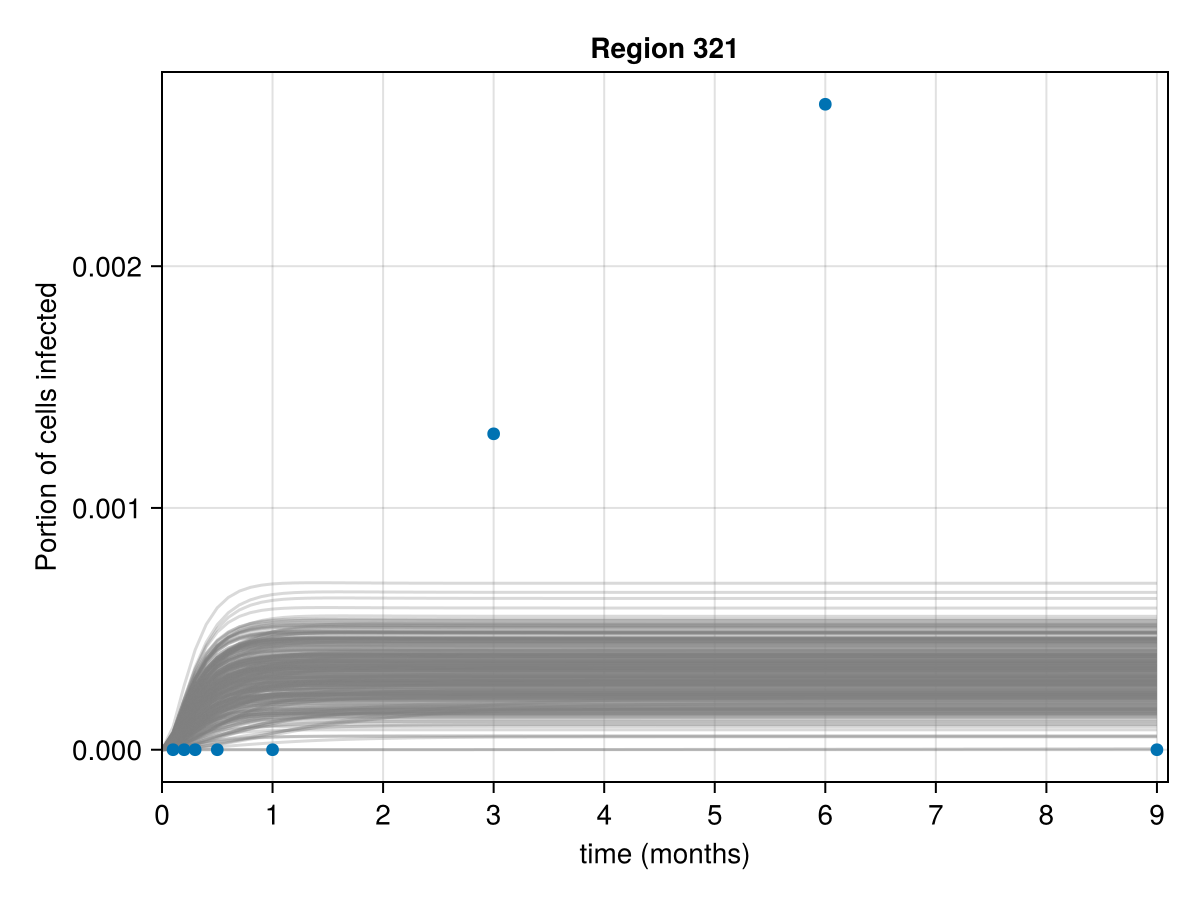 Region 321
Portion of cells infected
0.002
0.001
0.000
0 1 2 3 4 5 6 7 8 9
time (months)